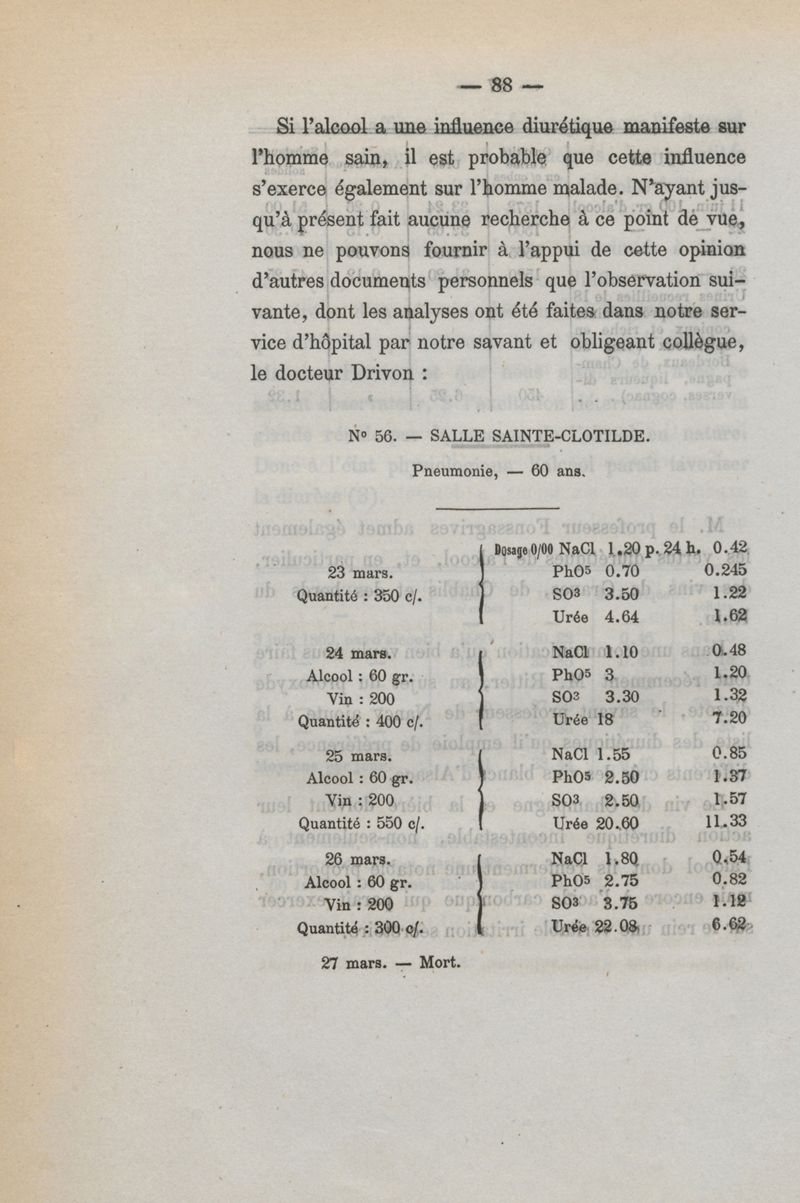 — 88 —
Si l'alcool a une influence diurétique manifeste sur
l'homme sain, il est probable que cette influence
s'exerce également sur l'homme malade. N'ayant jus-
qu'à présent fait aucune recherche à ce point de vue,
nous ne pouvons fournir à l'appui de cette opinion
d'autres documents personnels que l'observation sui-
vante, dont les analyses ont été faites dans notre ser-
vice d'hôpital par notre savant et obligeant collègue,
le docteur Drivon :
N° 56. — SALLE SAINTE-CLOTILDE.
Pneumonie, — 60 ans.
Dosage 0/00 NaCl 1.20 p. 24 h. 0.42
23 mars. PhO5 0.70 0.245
Quantité : 350 c/. SO3 3.50 1.22
Urée 4.64 1.62
24 mars. NaCl 1.10 0.48
Alcool : 60 gr. PhO5 3 1.20
Vin : 200 SO3 3.30 1.32
Quantité : 400 c/. Urée 18 7.20
25 mars. NaCl 1.55 0.85
Alcool : 60 gr. PhO5 2.50 1.37
Vin : 200 SO3 2.50 1.57
Quantité : 550 c/. Urée 20.60 11.33
26 mars. NaCl 1.80 0.54
Alcool : 60 gr. PhO5 2.75 0.82
Vin : 200 SO3 3.75 1.12
Quantité : 300 c/. Urée 22.08 6.62
27 mars. — Mort.